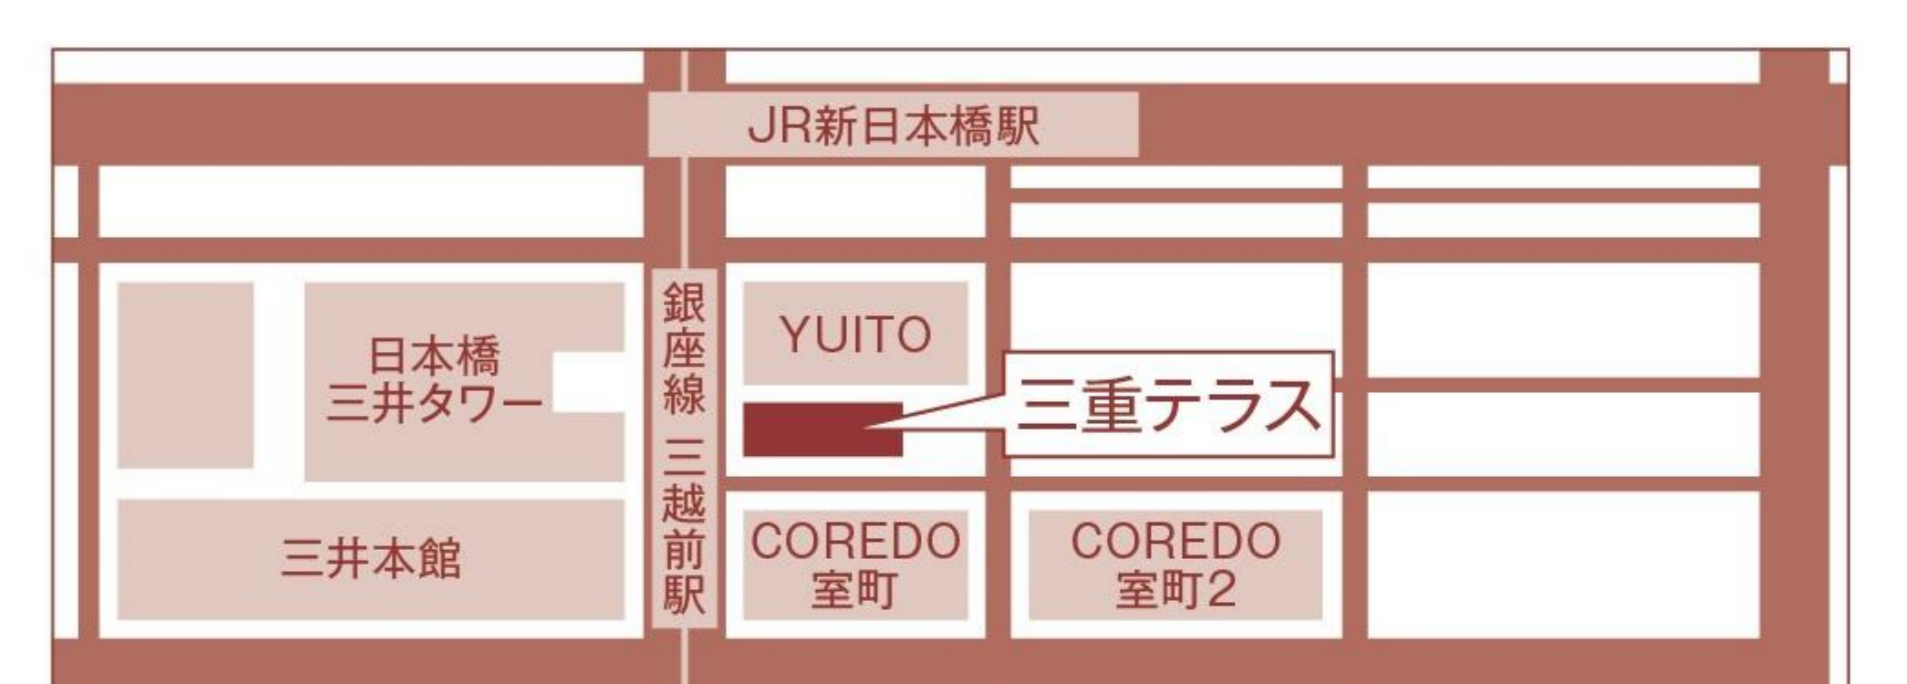 JR新日本橋駅
銀座線 三越前駅
日本橋
三井タワー
YUITO
三重テラス
三井本館
COREDO
室町
COREDO
室町2